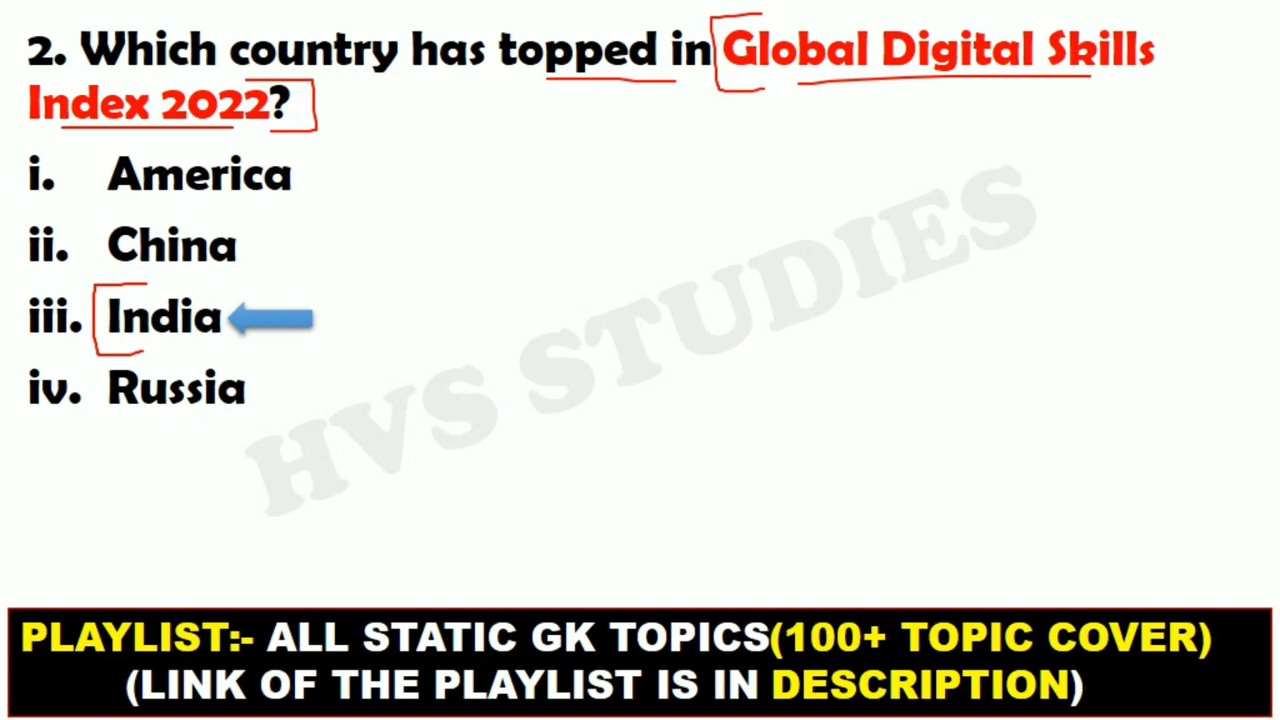 2. Which country has topped in Global Digital Skills
Index 2022?
i. America
ii. China
iii. India
iv. Russia
HVS STUDIES
PLAYLIST:- ALL STATIC GK TOPICS(100+ TOPIC COVER)
(LINK OF THE PLAYLIST IS IN DESCRIPTION)